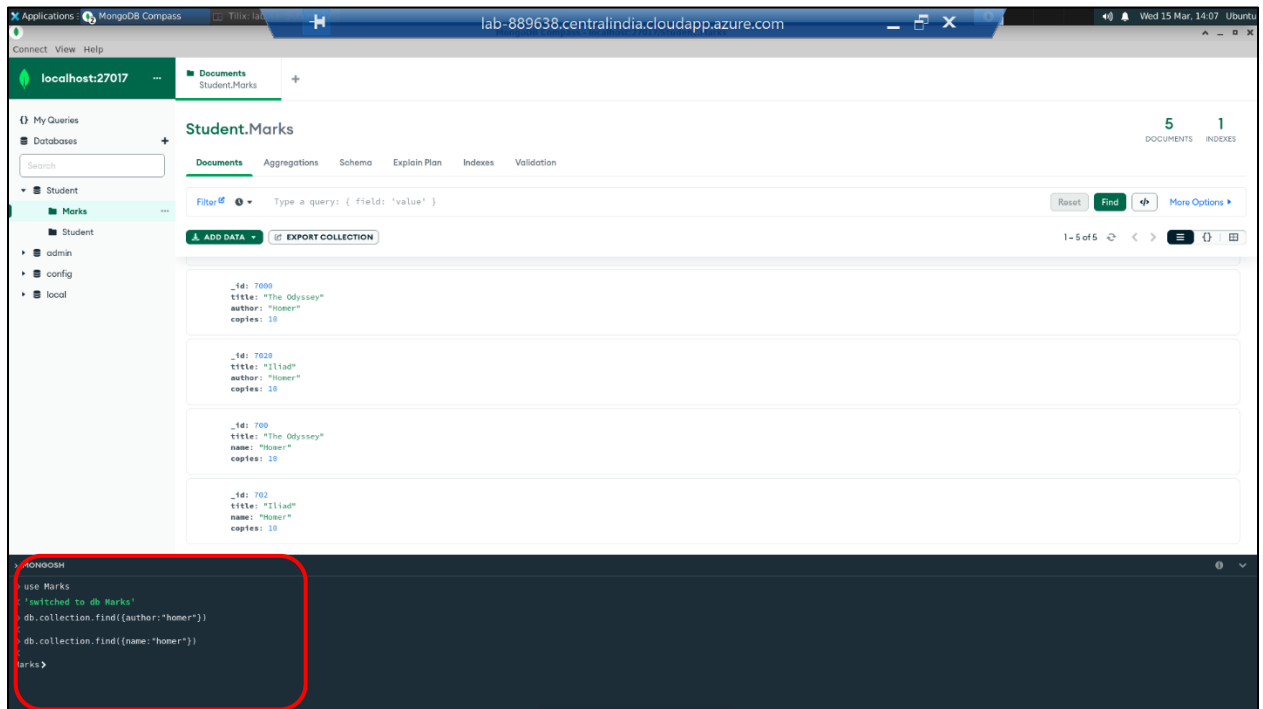 Applications MongoDB Compass Tilix: lab lab-889638.centralindia.cloudapp.azure.com Wed 15 Mar, 14:07 Ubuntu
Connect View Help
localhost:27017 ...
Documents
Student.Marks
+
{} My Queries
Databases +
Search
Student
Marks ...
Student
admin
config
local
Student.Marks
5
DOCUMENTS
1
INDEXES
Documents Aggregations Schema Explain Plan Indexes Validation
Filter Type a query: { field: 'value' } Reset Find </> More Options
ADD DATA EXPORT COLLECTION 1 – 5 of 5 < > {}
_id: 7000
title: "The Odyssey"
author: "Homer"
copies: 10
_id: 7020
title: "Iliad"
author: "Homer"
copies: 10
_id: 700
title: "The Odyssey"
name: "Homer"
copies: 10
_id: 702
title: "Iliad"
name: "Homer"
copies: 10
>_MONGOSH
> use Marks
< 'switched to db Marks'
> db.collection.find({author:"homer"})
<
> db.collection.find({name:"homer"})
<
Marks>